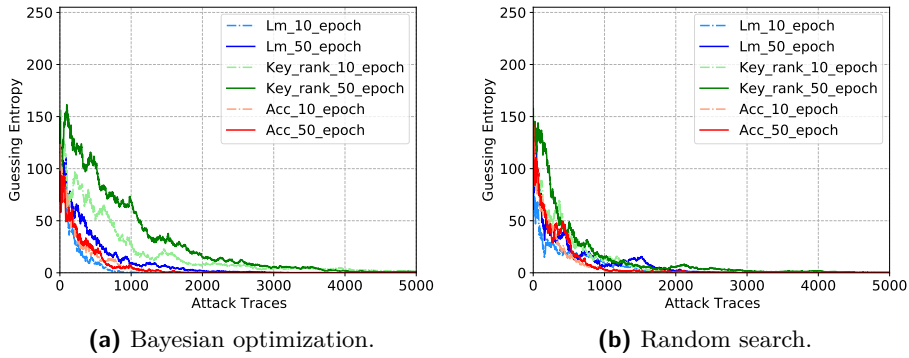 250
200
150
100
50
0
Guessing Entropy
Lm_10_epoch
Lm_50_epoch
Key_rank_10_epoch
Key_rank_50_epoch
Acc_10_epoch
Acc_50_epoch
0 1000 2000 3000 4000 5000
Attack Traces
(a) Bayesian optimization.
250
200
150
100
50
0
Guessing Entropy
Lm_10_epoch
Lm_50_epoch
Key_rank_10_epoch
Key_rank_50_epoch
Acc_10_epoch
Acc_50_epoch
0 1000 2000 3000 4000 5000
Attack Traces
(b) Random search.